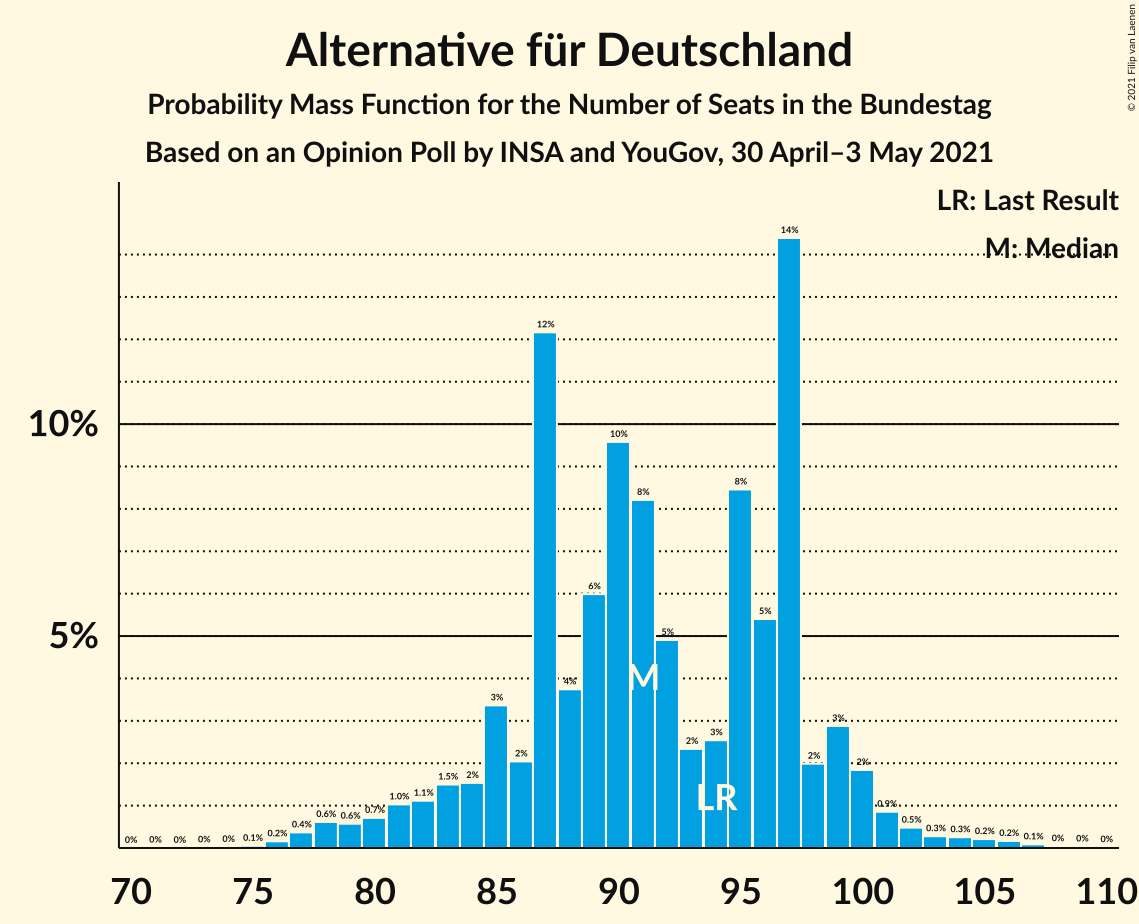 Alternative für Deutschland
Probability Mass Function for the Number of Seats in the Bundestag
Based on an Opinion Poll by INSA and YouGov, 30 April–3 May 2021
© 2021 Filip van Laenen
LR: Last Result
M: Median
10%
5%
0% 0% 0% 0% 0% 0.1% 0.2% 0.4% 0.6% 0.6% 0.7% 1.0% 1.1% 1.5% 2% 3% 2% 12% 4% 6% 10% 8% 5% 2% 3% 8% 5% 14% 2% 3% 2% 0.9% 0.5% 0.3% 0.3% 0.2% 0.2% 0.1% 0% 0% 0%
M
LR
70 75 80 85 90 95 100 105 110